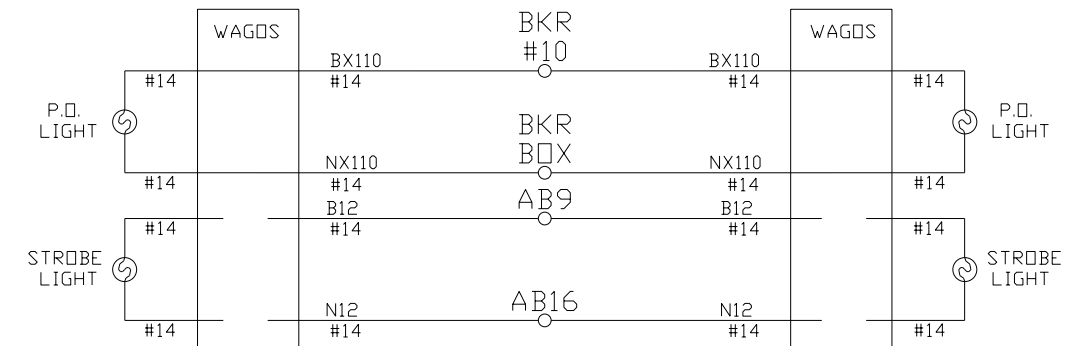 WAGOS
BKR
#10
WAGOS
BX110
BX110
#14
#14
#14
#14
P.O.
LIGHT
BKR
BOX
P.O.
LIGHT
NX110
NX110
#14
#14
#14
#14
AB9
B12
B12
#14
#14
#14
#14
STROBE
LIGHT
STROBE
LIGHT
AB16
N12
N12
#14
#14
#14
#14